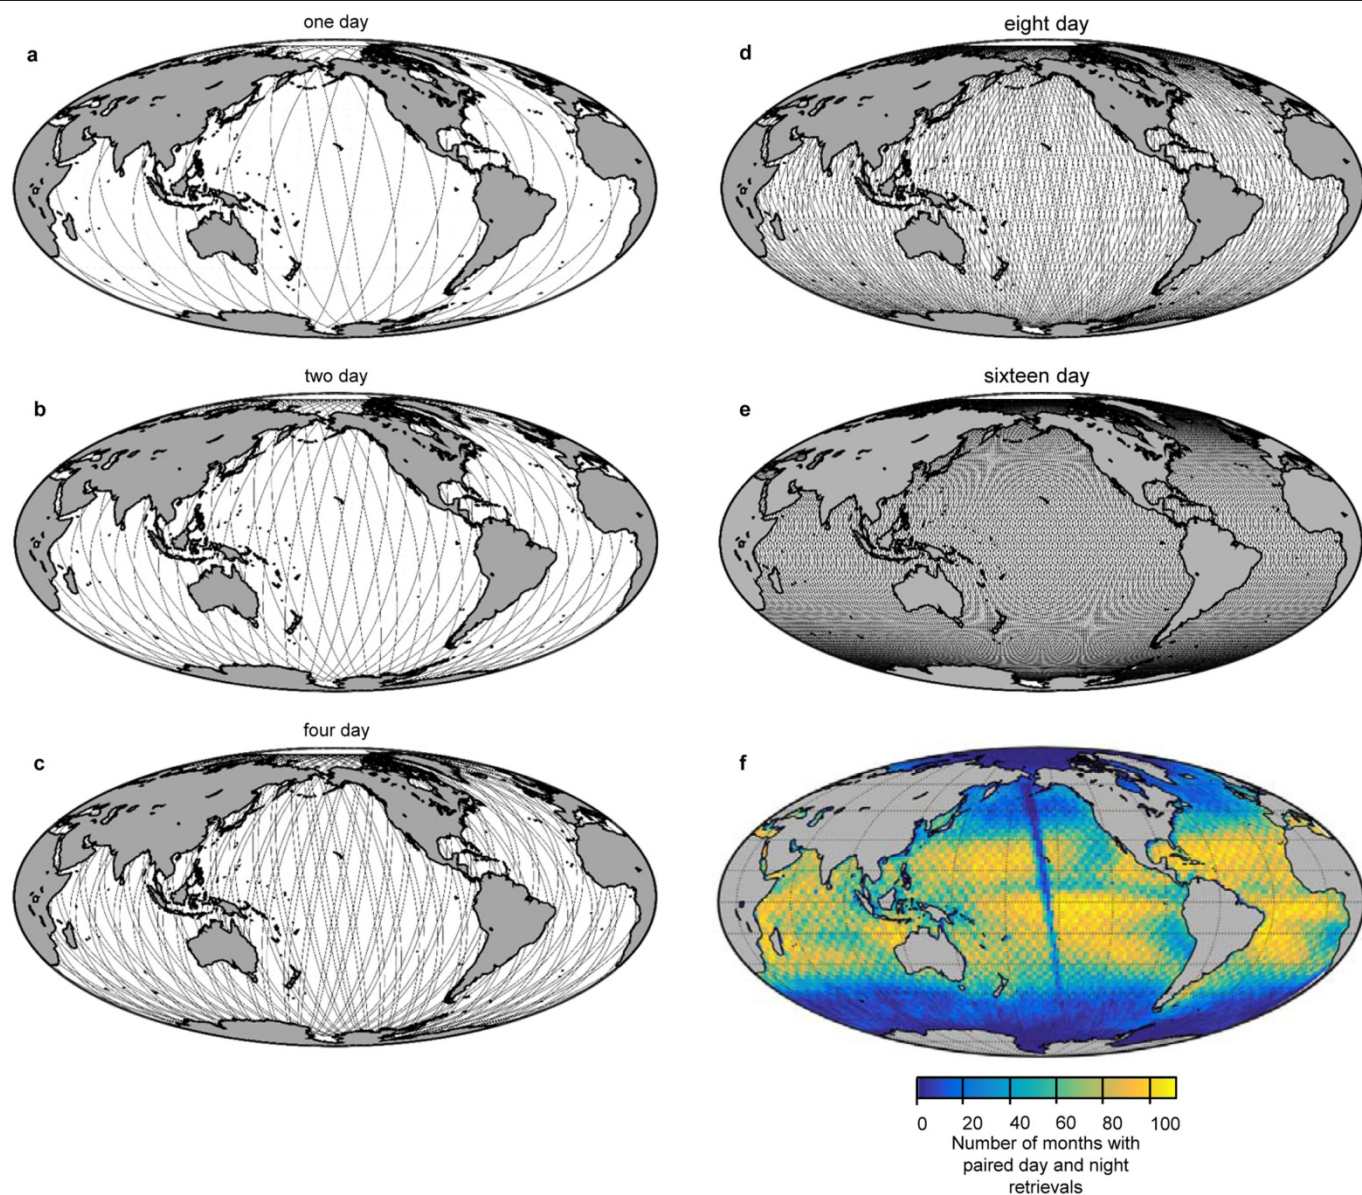 one day
a
eight day
d
two day
b
sixteen day
e
four day
c
f
0 20 40 60 80 100
Number of months with
paired day and night
retrievals